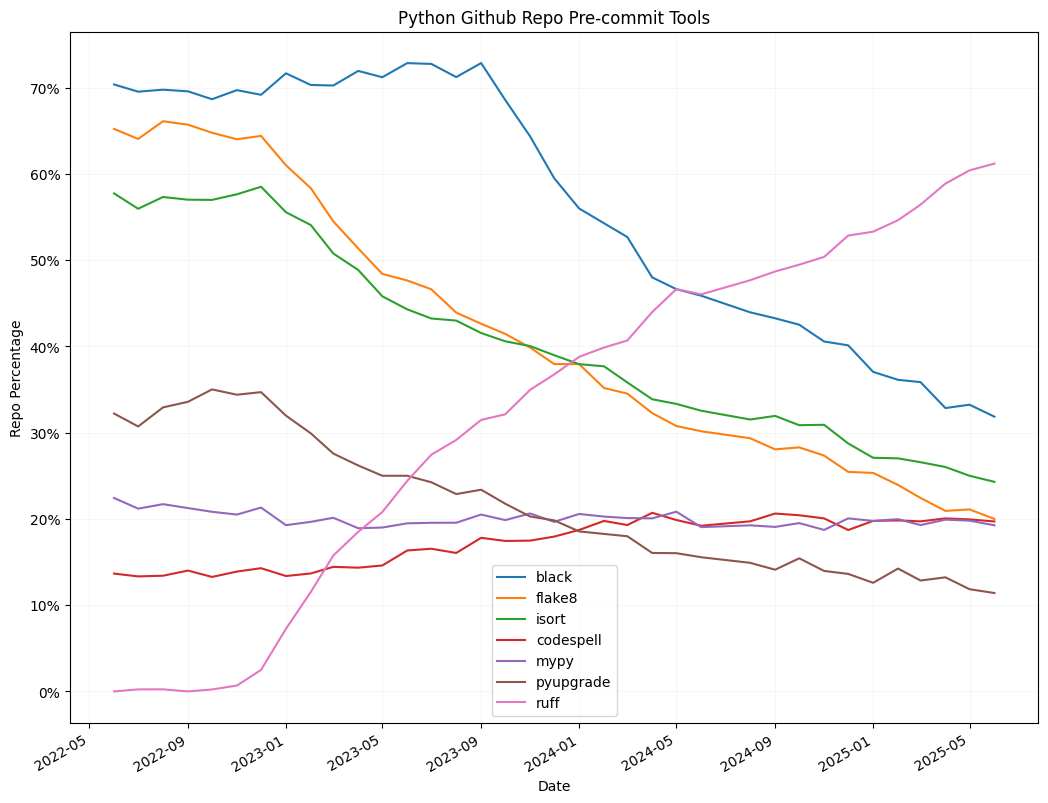 Python Github Repo Pre-commit Tools
70%
60%
50%
40%
30%
20%
10%
0%
Repo Percentage
black
flake8
isort
codespell
mypy
pyupgrade
ruff
2022-05
2022-09
2023-01
2023-05
2023-09
2024-01
2024-05
2024-09
2025-01
2025-05
Date